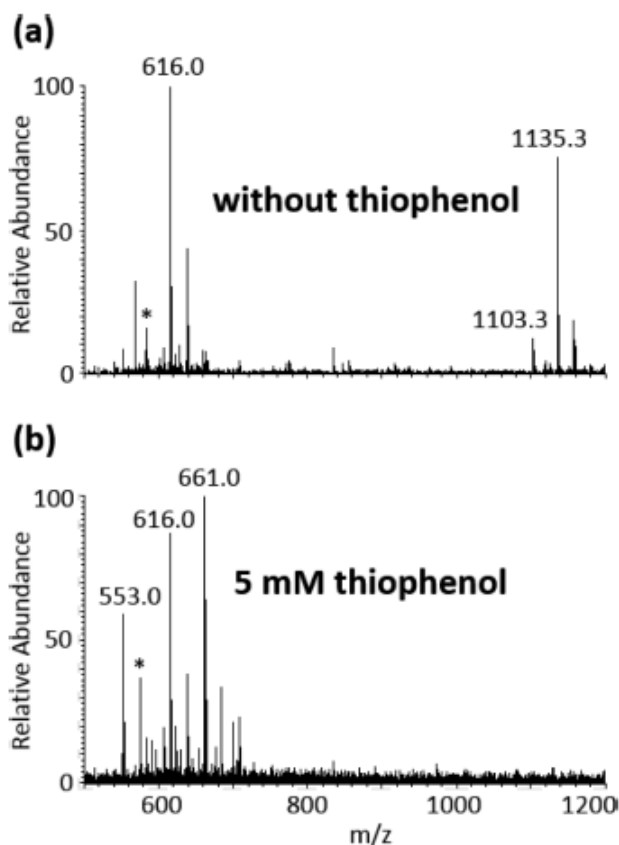 (a)
616.0
100
1135.3
without thiophenol
Relative Abundance
50
*
1103.3
0
(b)
661.0
100
616.0
5 mM thiophenol
553.0
Relative Abundance
50
*
0
600
800
1000
1200
m/z